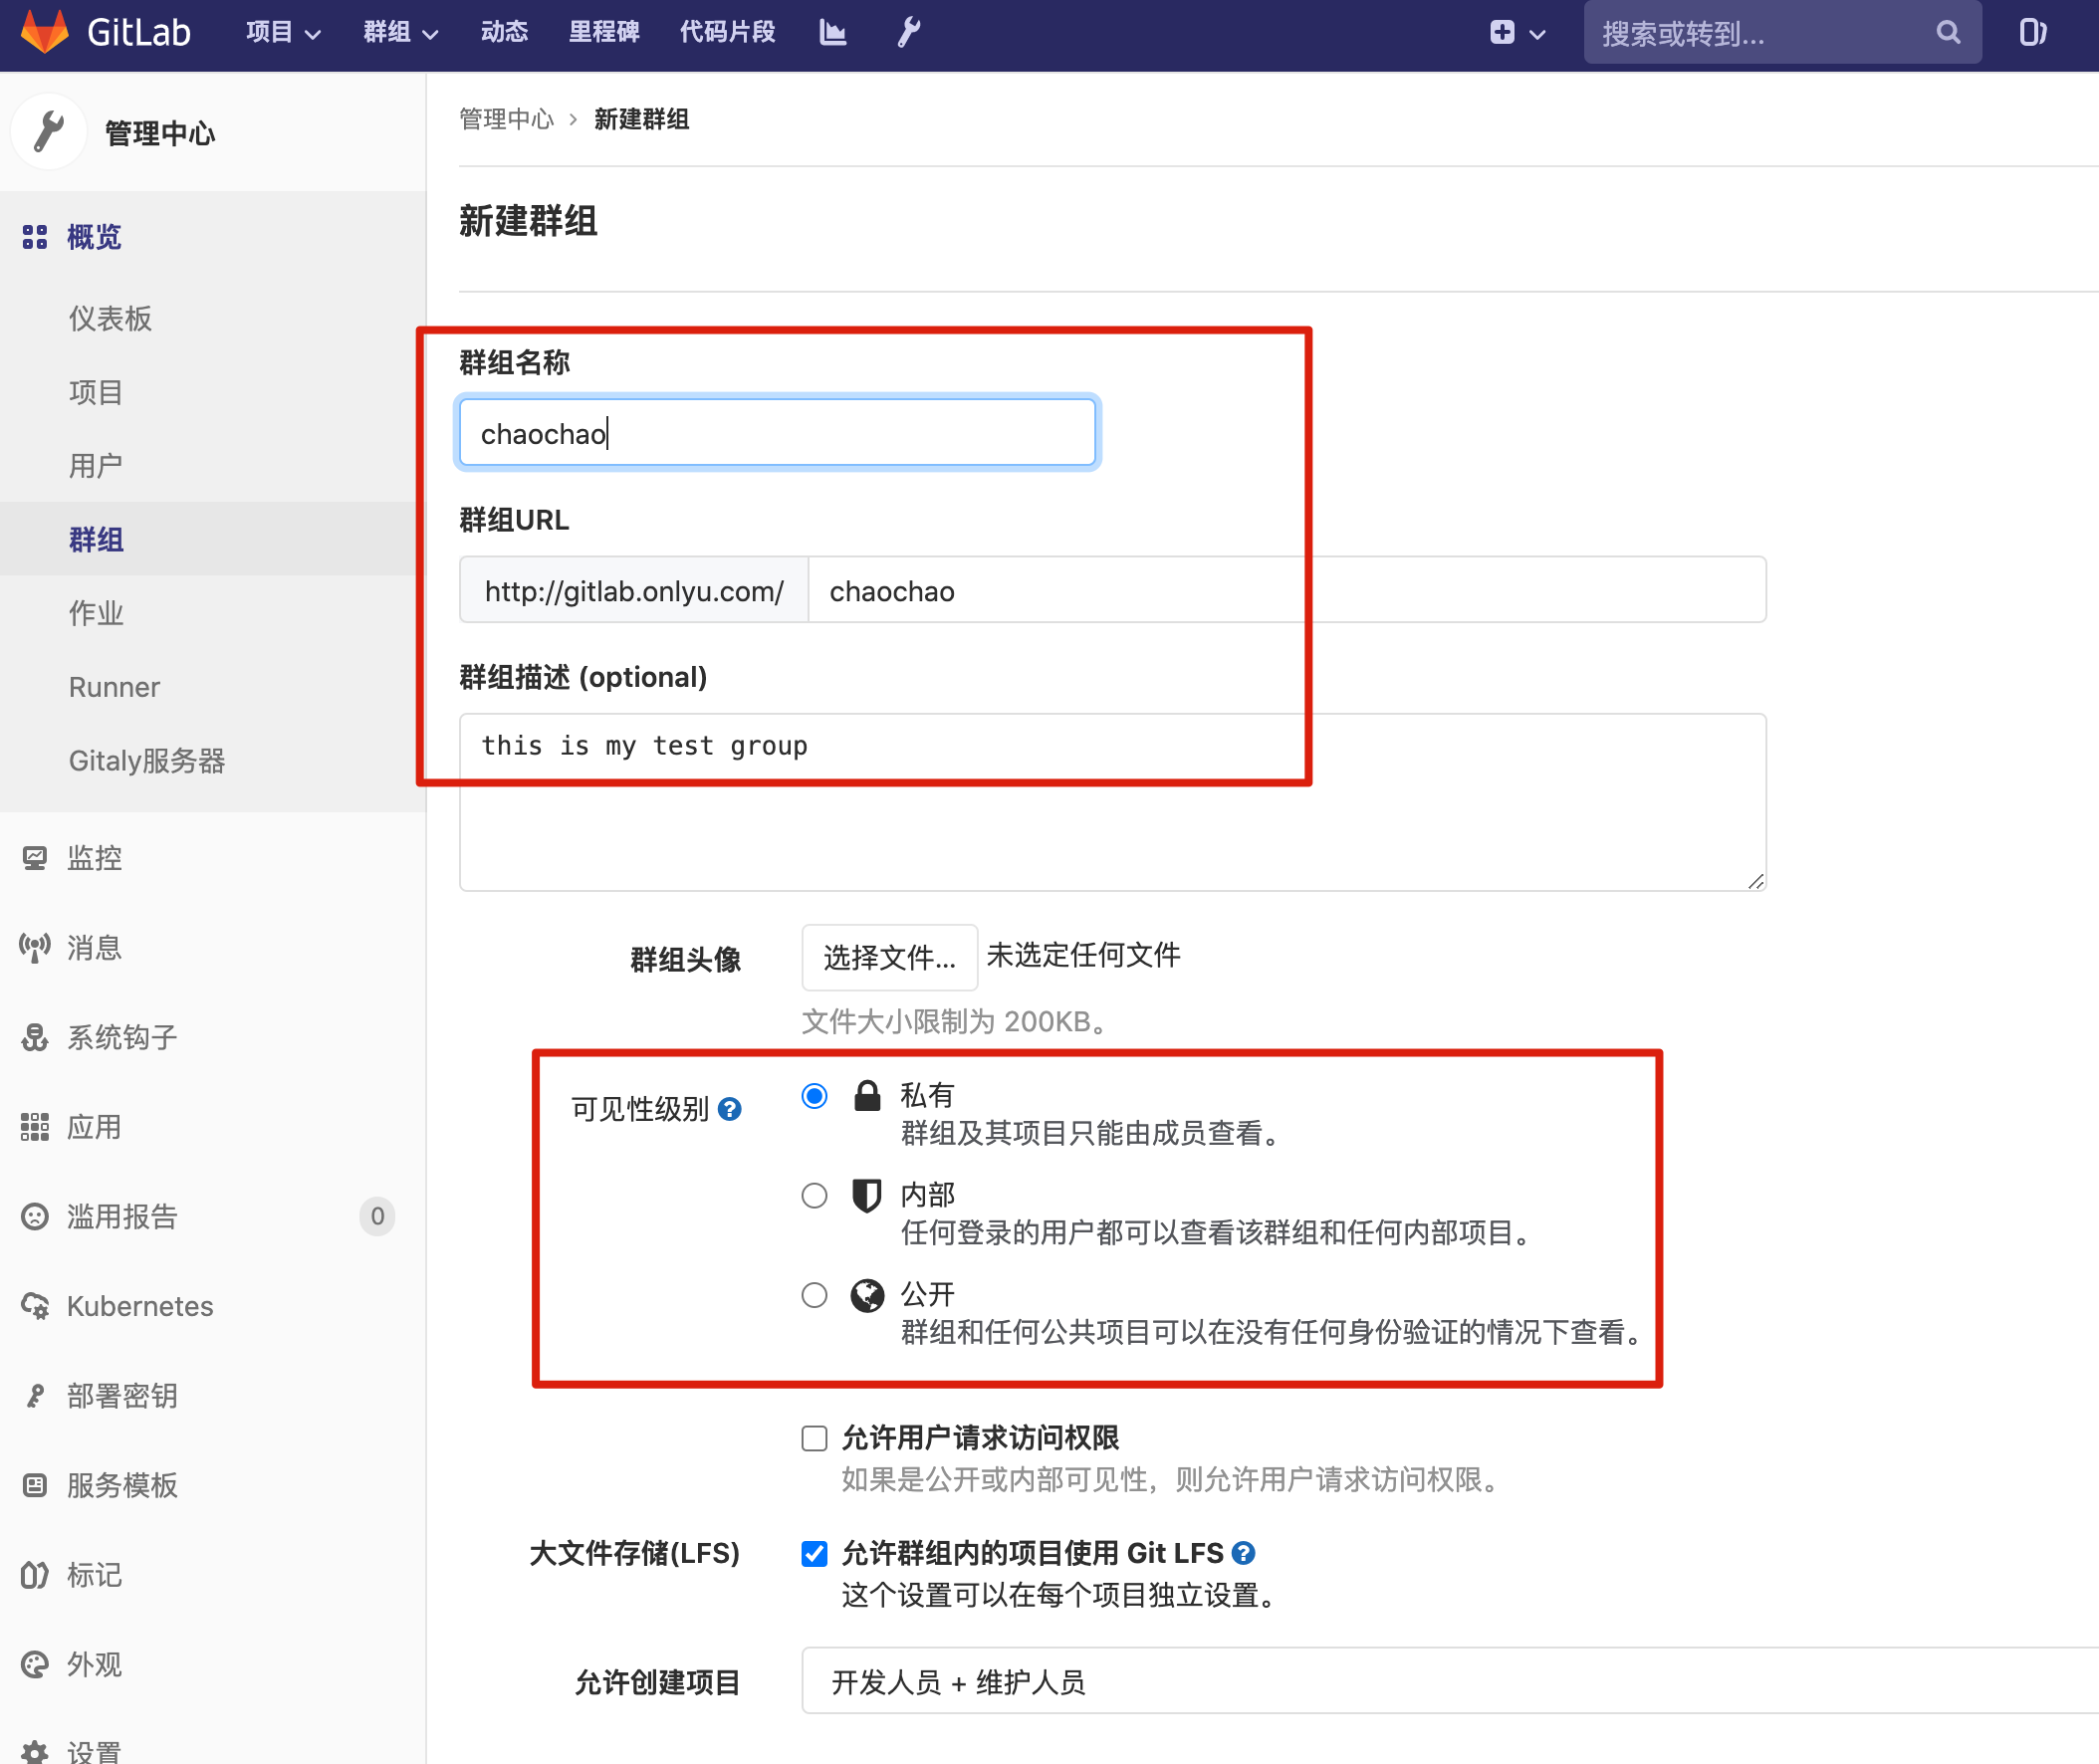 GitLab 项目 群组 动态 里程碑 代码片段 搜索或转到...
管理中心
概览
仪表板
项目
用户
群组
作业
Runner
Gitaly服务器
监控
消息
系统钩子
应用
滥用报告 0
Kubernetes
部署密钥
服务模板
标记
外观
设置
管理中心 › 新建群组
新建群组
群组名称
chaochao
群组URL
http://gitlab.onlyu.com/ chaochao
群组描述 (optional)
this is my test group
群组头像 选择文件... 未选定任何文件
文件大小限制为 200KB。
可见性级别 私有
群组及其项目只能由成员查看。
内部
任何登录的用户都可以查看该群组和任何内部项目。
公开
群组和任何公共项目可以在没有任何身份验证的情况下查看。
允许用户请求访问权限
如果是公开或内部可见性，则允许用户请求访问权限。
大文件存储(LFS) 允许群组内的项目使用 Git LFS
这个设置可以在每个项目独立设置。
允许创建项目 开发人员 + 维护人员